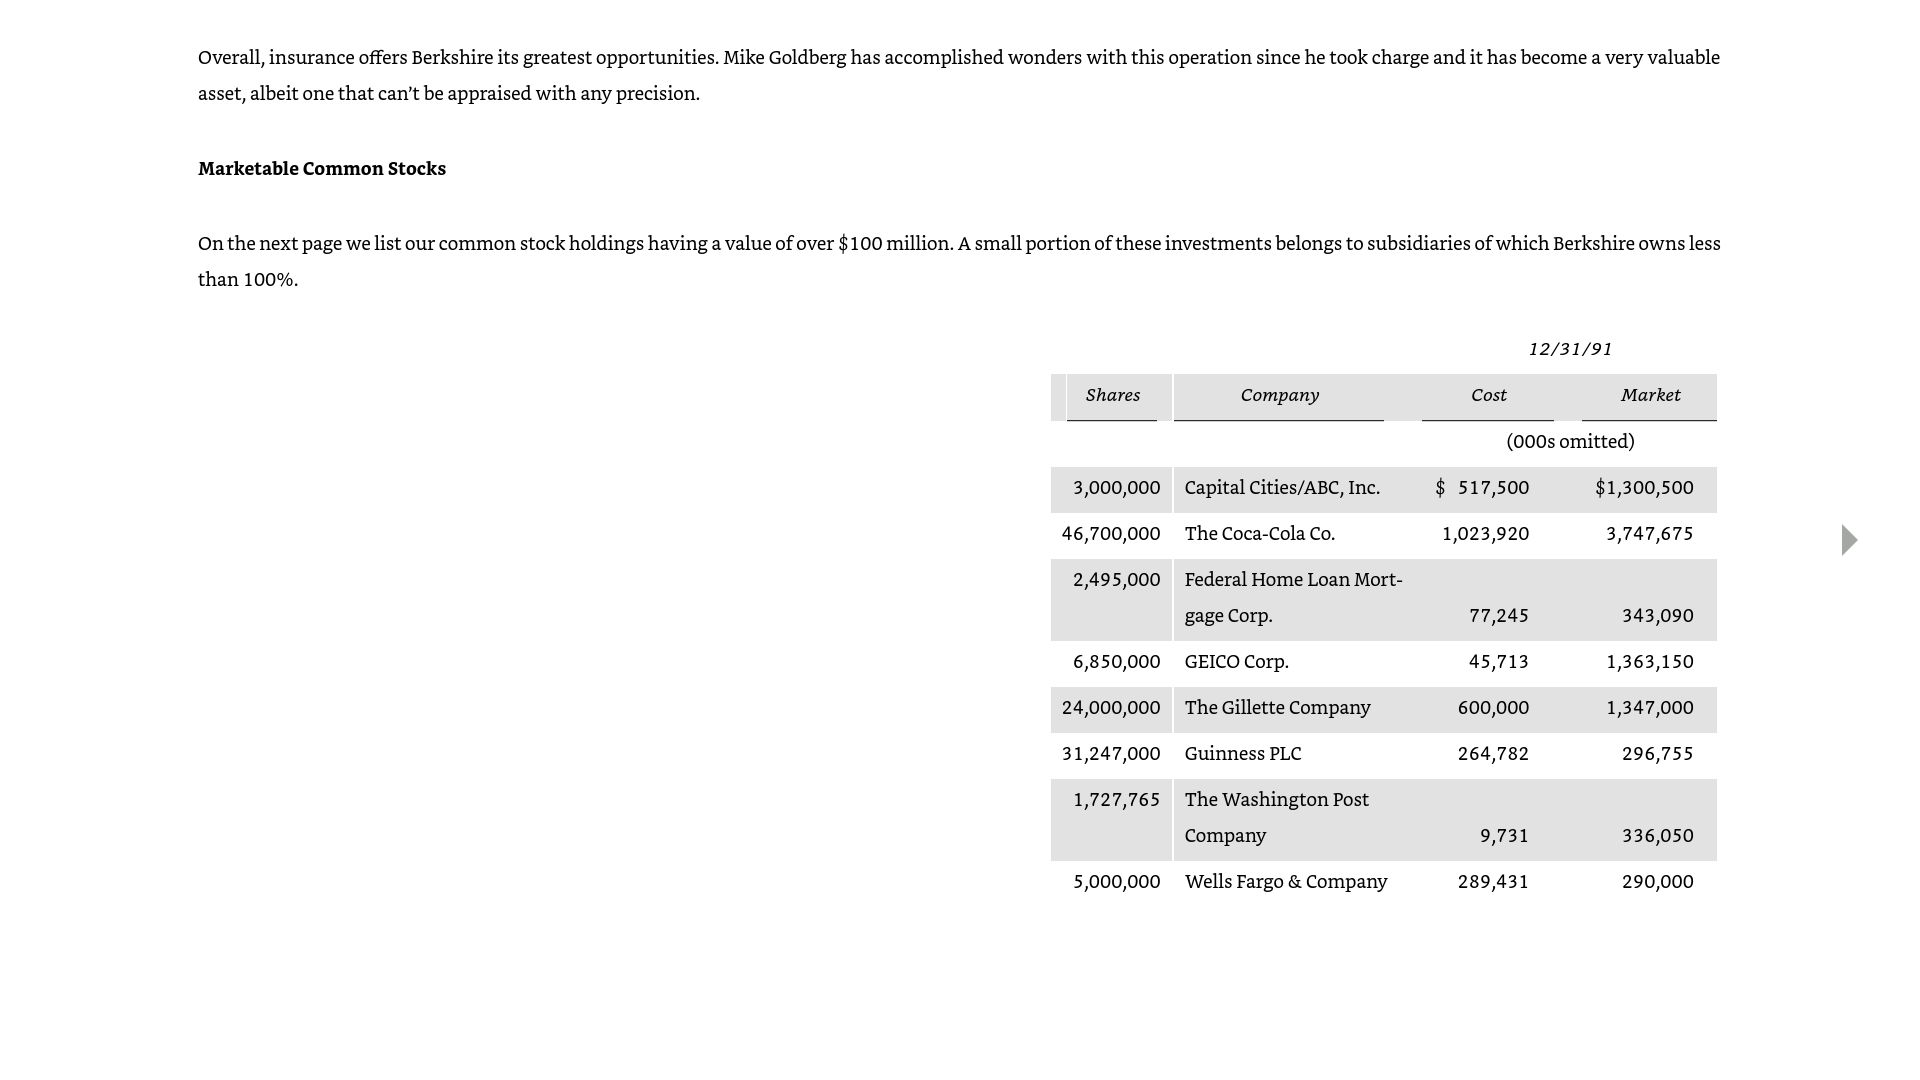 Overall, insurance offers Berkshire its greatest opportunities. Mike Goldberg has accomplished wonders with this operation since he took charge and it has become a very valuable
asset, albeit one that can’t be appraised with any precision.
Marketable Common Stocks
On the next page we list our common stock holdings having a value of over $100 million. A small portion of these investments belongs to subsidiaries of which Berkshire owns less
than 100%.
12/31/91
Shares Company Cost Market
(000s omitted)
3,000,000 Capital Cities/ABC, Inc. $ 517,500 $1,300,500
46,700,000 The Coca-Cola Co. 1,023,920 3,747,675
2,495,000 Federal Home Loan Mort-
gage Corp. 77,245 343,090
6,850,000 GEICO Corp. 45,713 1,363,150
24,000,000 The Gillette Company 600,000 1,347,000
31,247,000 Guinness PLC 264,782 296,755
1,727,765 The Washington Post
Company 9,731 336,050
5,000,000 Wells Fargo & Company 289,431 290,000